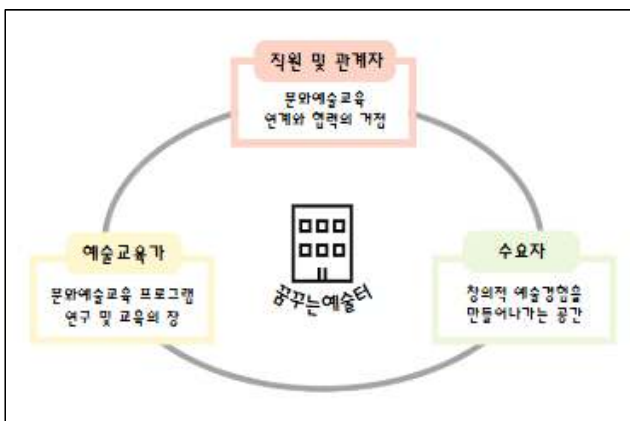 직원 및 관계자
문화예술교육
연계와 협력의 거점
예술교육가
문화예술교육 프로그램
연구 및 교육의 장
꿈꾸는예술터
수요자
창의적 예술경험을
만들어나가는 공간